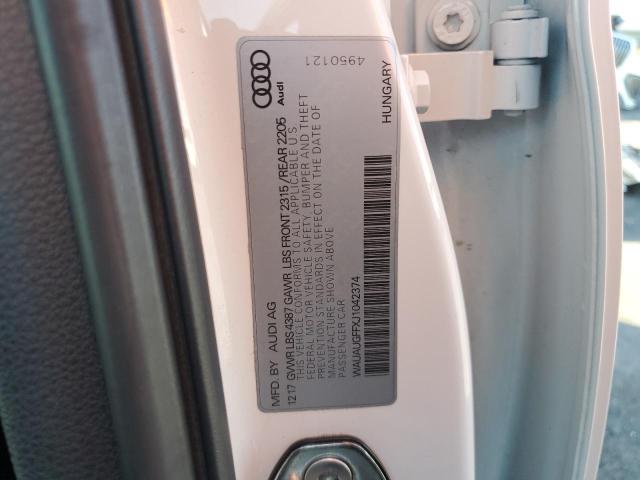 MFD. BY AUDI AG
12 17 GVWR LBS 4387 GAWR LBS FRONT 2315 / REAR 2205
THIS VEHICLE CONFORMS TO ALL APPLICABLE U.S.
FEDERAL MOTOR VEHICLE SAFETY, BUMPER AND THEFT
PREVENTION STANDARDS IN EFFECT ON THE DATE OF
MANUFACTURE SHOWN ABOVE
PASSENGER CAR
WAUAUGFFXJ1042374
Audi
HUNGARY
4950121